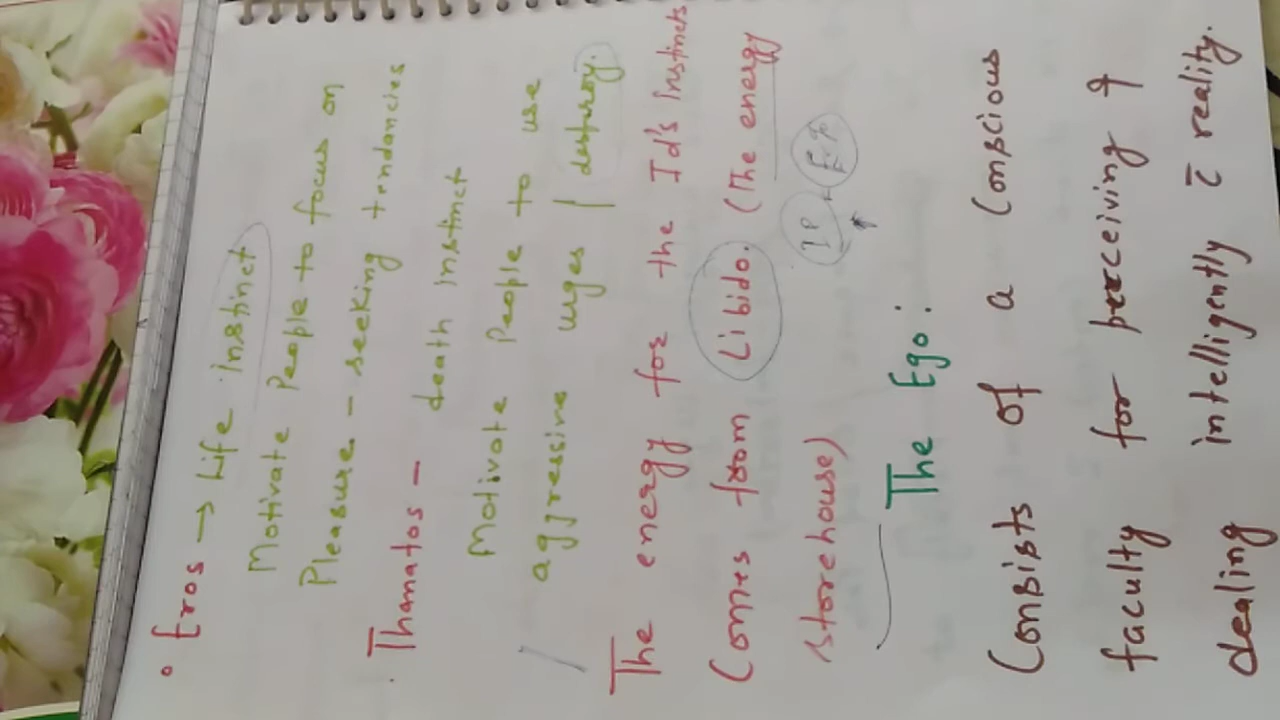 • Eros → Life instinct
Motivate People to focus on
Pleasure - seeking tendancies
· Thanatos - death instinct
Motivate People to use
aggressive urges / destroy.
The energy for the Id's instincts
Comes from Libido. (The energy
storehouse)
IP
The Ego:
Consists of a Conscious
faculty for perceiving &
dealing intelligently c̄ reality.